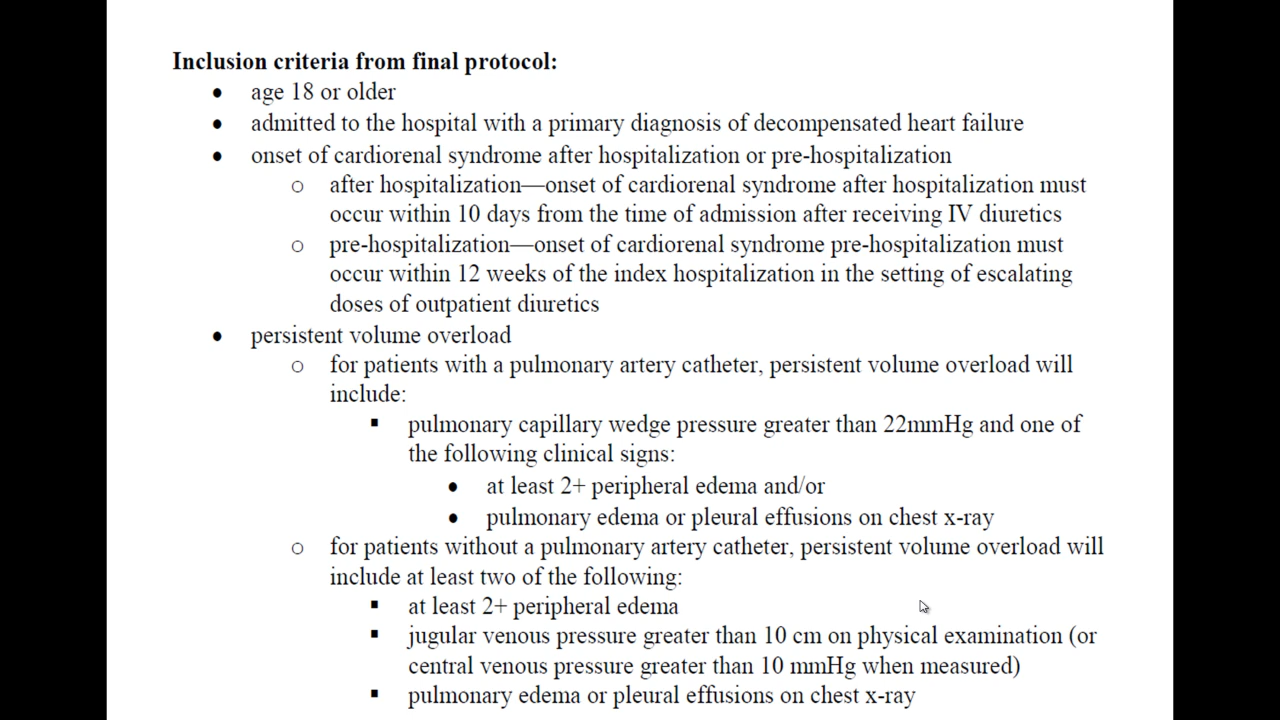 Inclusion criteria from final protocol:
• age 18 or older
• admitted to the hospital with a primary diagnosis of decompensated heart failure
• onset of cardiorenal syndrome after hospitalization or pre-hospitalization
o after hospitalization—onset of cardiorenal syndrome after hospitalization must
occur within 10 days from the time of admission after receiving IV diuretics
o pre-hospitalization—onset of cardiorenal syndrome pre-hospitalization must
occur within 12 weeks of the index hospitalization in the setting of escalating
doses of outpatient diuretics
• persistent volume overload
o for patients with a pulmonary artery catheter, persistent volume overload will
include:
▪ pulmonary capillary wedge pressure greater than 22mmHg and one of
the following clinical signs:
• at least 2+ peripheral edema and/or
• pulmonary edema or pleural effusions on chest x-ray
o for patients without a pulmonary artery catheter, persistent volume overload will
include at least two of the following:
▪ at least 2+ peripheral edema
▪ jugular venous pressure greater than 10 cm on physical examination (or
central venous pressure greater than 10 mmHg when measured)
▪ pulmonary edema or pleural effusions on chest x-ray